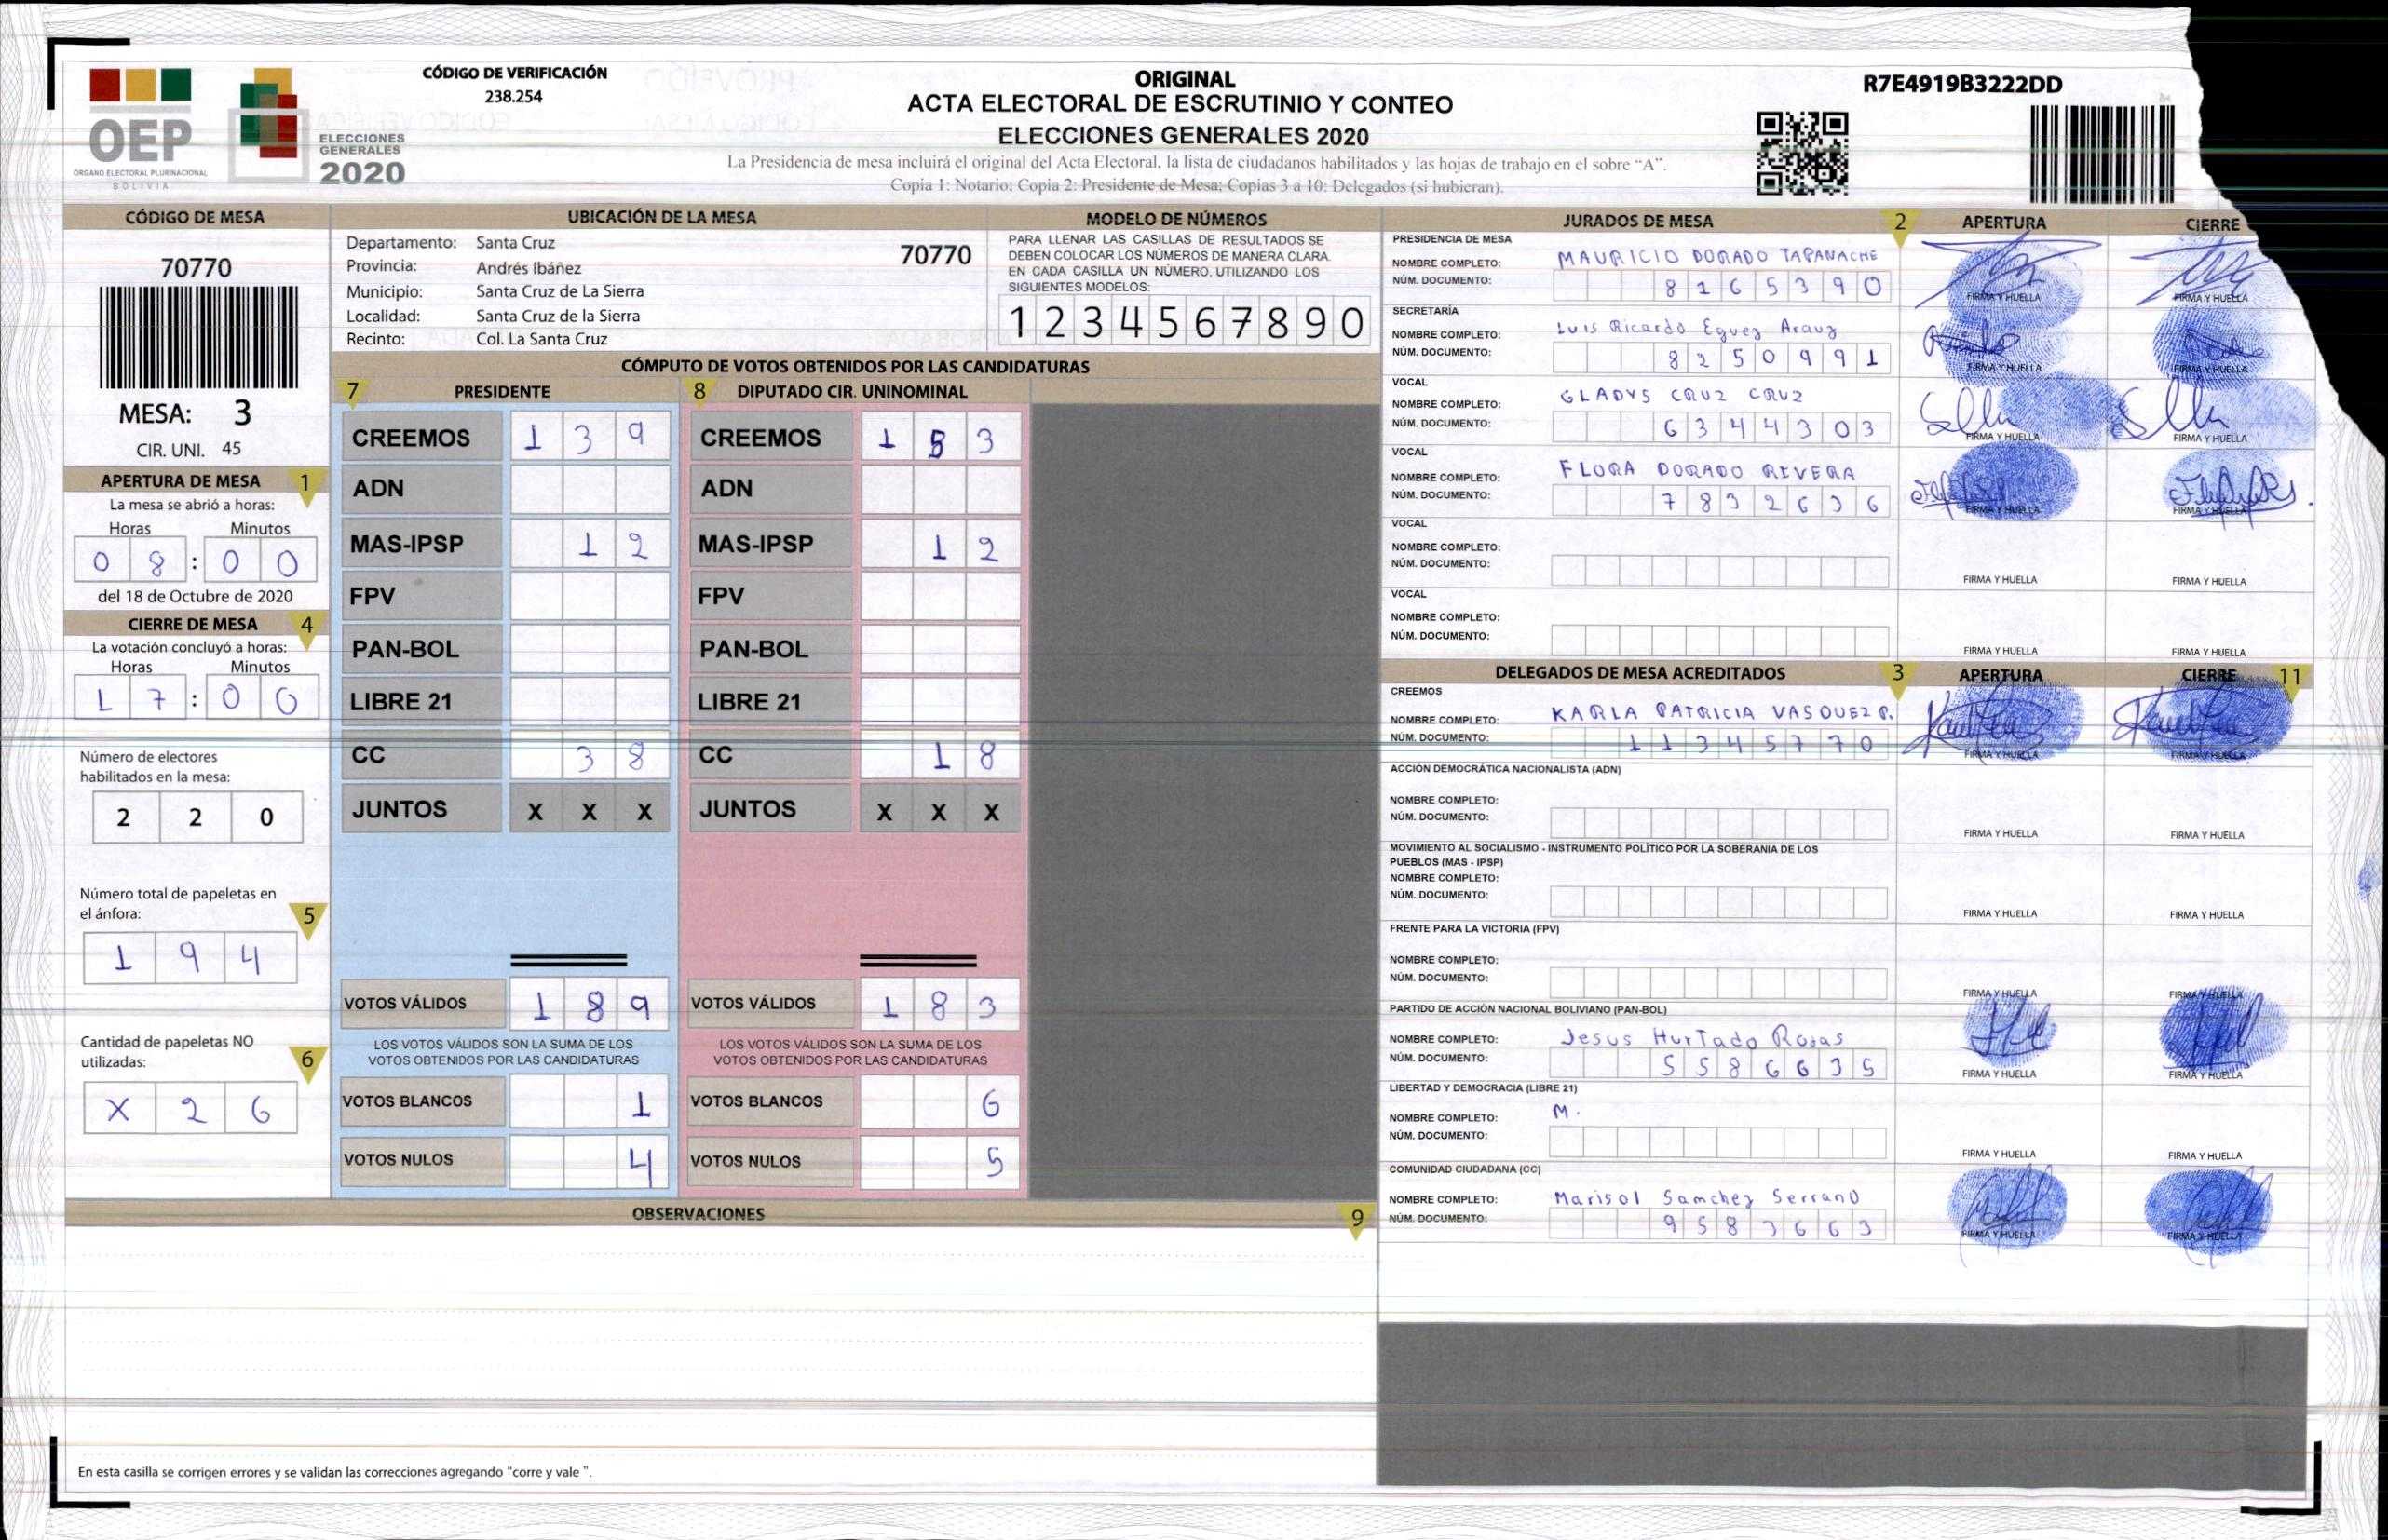 CÓDIGO DE VERIFICACIÓN
238.254
ORIGINAL
ACTA ELECTORAL DE ESCRUTINIO Y CONTEO
ELECCIONES GENERALES 2020
La Presidencia de mesa incluirá el original del Acta Electoral, la lista de ciudadanos habilitados y las hojas de trabajo en el sobre “A”.
Copia 1: Notario; Copia 2: Presidente de Mesa; Copias 3 a 10: Delegados (si hubieran).
R7E4919B3222DD
OEP
ÓRGANO ELECTORAL PLURINACIONAL
BOLIVIA
ELECCIONES
GENERALES
2020
CÓDIGO DE MESA
70770
MESA: 3
CIR. UNI. 45
APERTURA DE MESA 1
La mesa se abrió a horas:
Horas Minutos
0 8 : 0 0
del 18 de Octubre de 2020
CIERRE DE MESA 4
La votación concluyó a horas:
Horas Minutos
1 7 : 0 0
Número de electores
habilitados en la mesa:
2 2 0
Número total de papeletas en
el ánfora: 5
1 9 4
Cantidad de papeletas NO
utilizadas: 6
X 2 6
UBICACIÓN DE LA MESA
Departamento: Santa Cruz 70770
Provincia: Andrés Ibáñez
Municipio: Santa Cruz de La Sierra
Localidad: Santa Cruz de la Sierra
Recinto: Col. La Santa Cruz
MODELO DE NÚMEROS
PARA LLENAR LAS CASILLAS DE RESULTADOS SE
DEBEN COLOCAR LOS NÚMEROS DE MANERA CLARA.
EN CADA CASILLA UN NÚMERO, UTILIZANDO LOS
SIGUIENTES MODELOS:
1 2 3 4 5 6 7 8 9 0
CÓMPUTO DE VOTOS OBTENIDOS POR LAS CANDIDATURAS
7 PRESIDENTE
CREEMOS 1 3 9
ADN
MAS-IPSP 1 2
FPV
PAN-BOL
LIBRE 21
CC 3 8
JUNTOS X X X
VOTOS VÁLIDOS 1 8 9
LOS VOTOS VÁLIDOS SON LA SUMA DE LOS
VOTOS OBTENIDOS POR LAS CANDIDATURAS
VOTOS BLANCOS 1
VOTOS NULOS 4
8 DIPUTADO CIR. UNINOMINAL
CREEMOS 1 5 3
ADN
MAS-IPSP 1 2
FPV
PAN-BOL
LIBRE 21
CC 1 8
JUNTOS X X X
VOTOS VÁLIDOS 1 8 3
LOS VOTOS VÁLIDOS SON LA SUMA DE LOS
VOTOS OBTENIDOS POR LAS CANDIDATURAS
VOTOS BLANCOS 6
VOTOS NULOS 5
OBSERVACIONES 9
En esta casilla se corrigen errores y se validan las correcciones agregando “corre y vale ”.
JURADOS DE MESA 2 APERTURA CIERRE
PRESIDENCIA DE MESA
NOMBRE COMPLETO: MAURICIO DORADO TAPANACHE
NÚM. DOCUMENTO: 8 1 6 5 3 9 0
FIRMA Y HUELLA FIRMA Y HUELLA
SECRETARÍA
NOMBRE COMPLETO: Luis Ricardo Eguez Arauz
NÚM. DOCUMENTO: 8 2 5 0 9 9 1
FIRMA Y HUELLA FIRMA Y HUELLA
VOCAL
NOMBRE COMPLETO: GLADYS CRUZ CRUZ
NÚM. DOCUMENTO: 6 3 4 4 3 0 3
FIRMA Y HUELLA FIRMA Y HUELLA
VOCAL
NOMBRE COMPLETO: FLORA DORADO RIVERA
NÚM. DOCUMENTO: 7 8 3 2 6 3 6
FIRMA Y HUELLA FIRMA Y HUELLA
VOCAL
NOMBRE COMPLETO:
NÚM. DOCUMENTO:
FIRMA Y HUELLA FIRMA Y HUELLA
VOCAL
NOMBRE COMPLETO:
NÚM. DOCUMENTO:
FIRMA Y HUELLA FIRMA Y HUELLA
DELEGADOS DE MESA ACREDITADOS 3 APERTURA CIERRE 11
CREEMOS
NOMBRE COMPLETO: KARLA PATRICIA VASQUEZ P.
NÚM. DOCUMENTO: 1 1 3 4 5 7 7 0
FIRMA Y HUELLA FIRMA Y HUELLA
ACCIÓN DEMOCRÁTICA NACIONALISTA (ADN)
NOMBRE COMPLETO:
NÚM. DOCUMENTO:
FIRMA Y HUELLA FIRMA Y HUELLA
MOVIMIENTO AL SOCIALISMO - INSTRUMENTO POLÍTICO POR LA SOBERANIA DE LOS
PUEBLOS (MAS - IPSP)
NOMBRE COMPLETO:
NÚM. DOCUMENTO:
FIRMA Y HUELLA FIRMA Y HUELLA
FRENTE PARA LA VICTORIA (FPV)
NOMBRE COMPLETO:
NÚM. DOCUMENTO:
FIRMA Y HUELLA FIRMA Y HUELLA
PARTIDO DE ACCIÓN NACIONAL BOLIVIANO (PAN-BOL)
NOMBRE COMPLETO: Jesus Hurtado Rojas
NÚM. DOCUMENTO: 5 5 8 6 6 3 5
FIRMA Y HUELLA FIRMA Y HUELLA
LIBERTAD Y DEMOCRACIA (LIBRE 21)
NOMBRE COMPLETO: M.
NÚM. DOCUMENTO:
FIRMA Y HUELLA FIRMA Y HUELLA
COMUNIDAD CIUDADANA (CC)
NOMBRE COMPLETO: Marisol Samchez Serrano
NÚM. DOCUMENTO: 9 5 8 3 6 6 3
FIRMA Y HUELLA FIRMA Y HUELLA